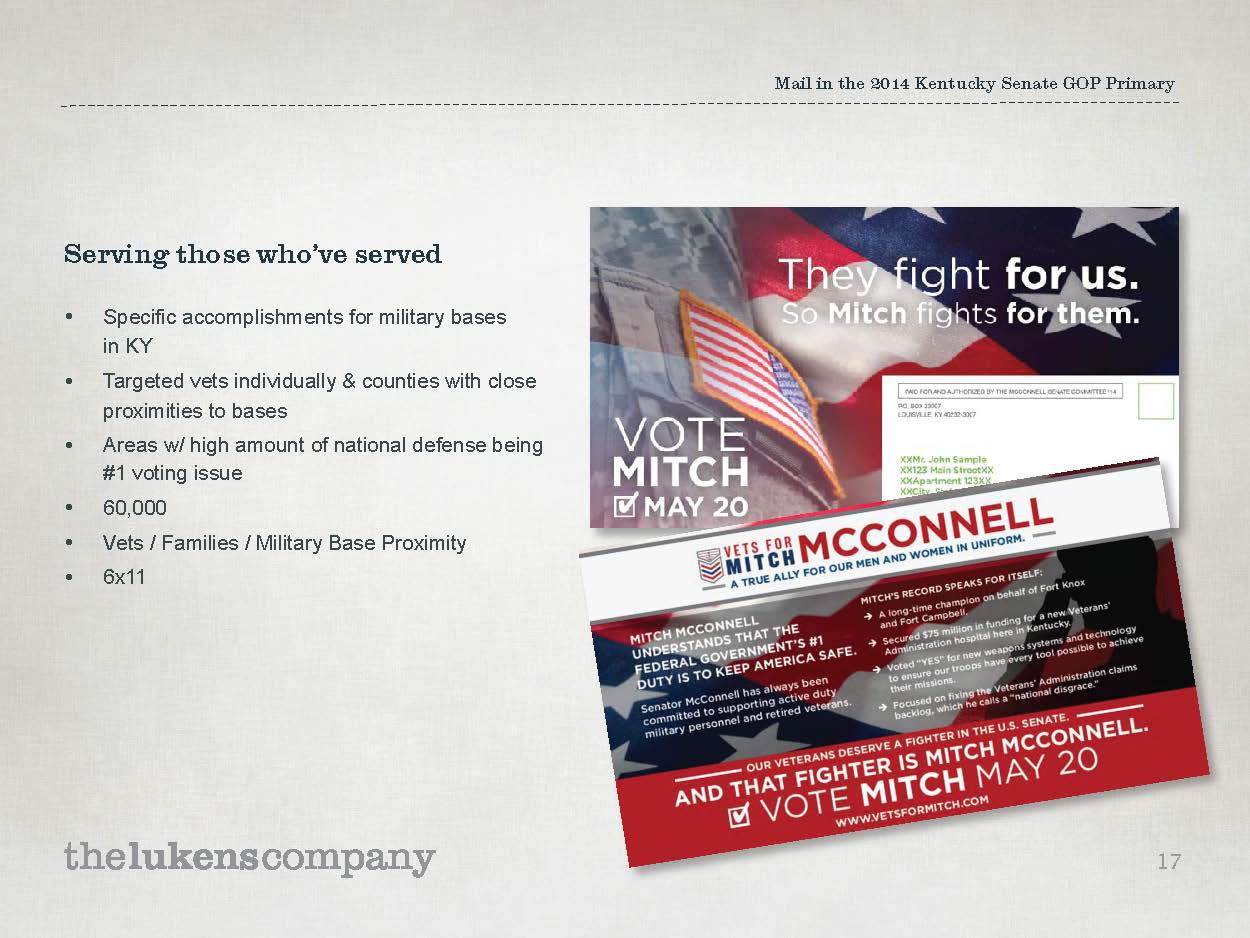 Mail in the 2014 Kentucky Senate GOP Primary
Serving those who've served
• Specific accomplishments for military bases
in KY
• Targeted vets individually & counties with close
proximities to bases
• Areas w/ high amount of national defense being
#1 voting issue
• 60,000
• Vets / Families / Military Base Proximity
• 6x11
They fight for us.
So Mitch fights for them.
VOTE
MITCH
MAY 20
PAID FOR AND AUTHORIZED BY THE MCCONNELL SENATE COMMITTEE '14
P.O. BOX 23007
LOUISVILLE, KY 40232-3007
XXMr. John Sample
XX123 Main StreetXX
XXApartment 123XX
VETS FOR
MITCH
MCCONNELL
A TRUE ALLY FOR OUR MEN AND WOMEN IN UNIFORM.
MITCH MCCONNELL
UNDERSTANDS THAT THE
FEDERAL GOVERNMENT'S #1
DUTY IS TO KEEP AMERICA SAFE.
Senator McConnell has always been
committed to supporting active duty
military personnel and retired veterans.
MITCH'S RECORD SPEAKS FOR ITSELF:
→ A long-time champion on behalf of Fort Knox
and Fort Campbell.
→ Secured $75 million in funding for a new Veterans'
Administration hospital here in Kentucky.
→ Voted "YES" for new weapons systems and technology
to ensure our troops have every tool possible to achieve
their missions.
→ Focused on fixing the Veterans' Administration claims
backlog, which he calls a "national disgrace."
OUR VETERANS DESERVE A FIGHTER IN THE U.S. SENATE.
AND THAT FIGHTER IS MITCH MCCONNELL.
VOTE MITCH MAY 20
WWW.VETSFORMITCH.COM
thelukenscompany
17